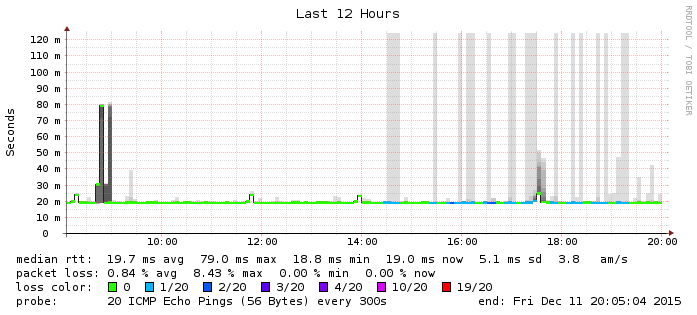 Last 12 Hours
RRDTOOL / TOBI OETIKER
Seconds
120 m
110 m
100 m
90 m
80 m
70 m
60 m
50 m
40 m
30 m
20 m
10 m
0
10:00 12:00 14:00 16:00 18:00 20:00
median rtt: 19.7 ms avg 79.0 ms max 18.8 ms min 19.0 ms now 5.1 ms sd 3.8 am/s
packet loss: 0.84 % avg 8.43 % max 0.00 % min 0.00 % now
loss color: 0 1/20 2/20 3/20 4/20 10/20 19/20
probe: 20 ICMP Echo Pings (56 Bytes) every 300s end: Fri Dec 11 20:05:04 2015